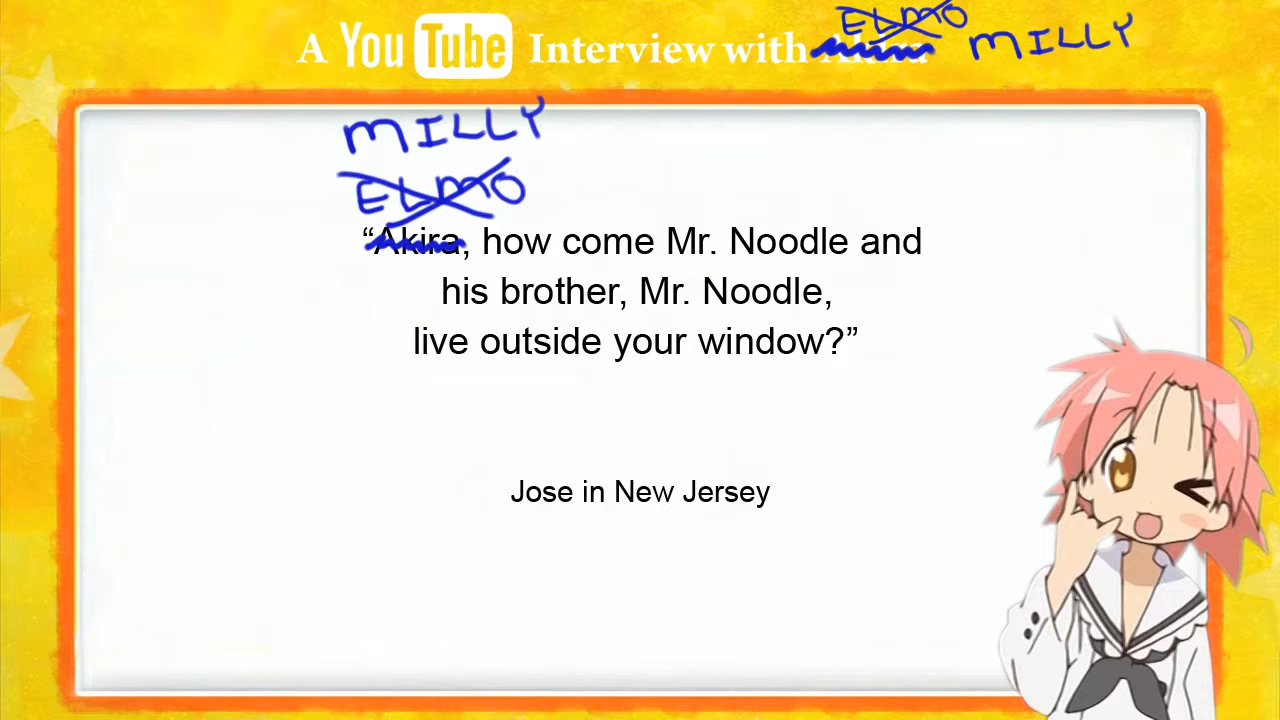 A YouTube Interview with Akira ELMO MILLY
MILLY
ELMO
“Akira, how come Mr. Noodle and
his brother, Mr. Noodle,
live outside your window?”
Jose in New Jersey